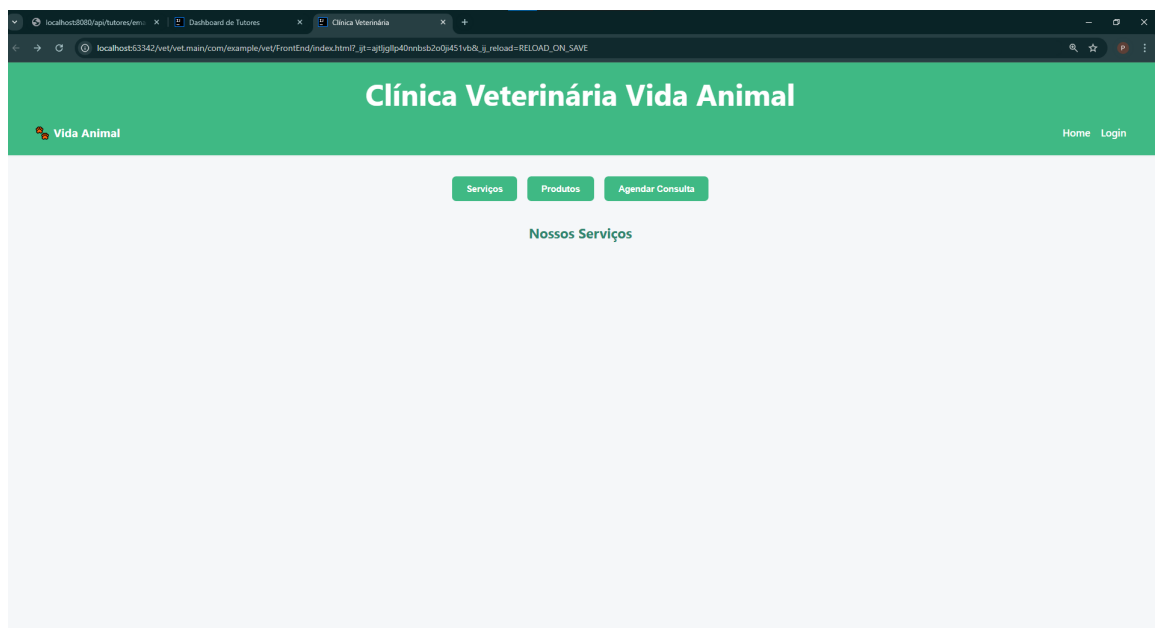 localhost:8080/api/tutores/em
Dashboard de Tutores
Clínica Veterinária
localhost:63342/vet/vet.main/com/example/vet/FrontEnd/index.html?_ijt=ajtljgllp40nnbsb2o0ji451vb&_ij_reload=RELOAD_ON_SAVE
P
Clínica Veterinária Vida Animal
Vida Animal
Home Login
Serviços Produtos Agendar Consulta
Nossos Serviços